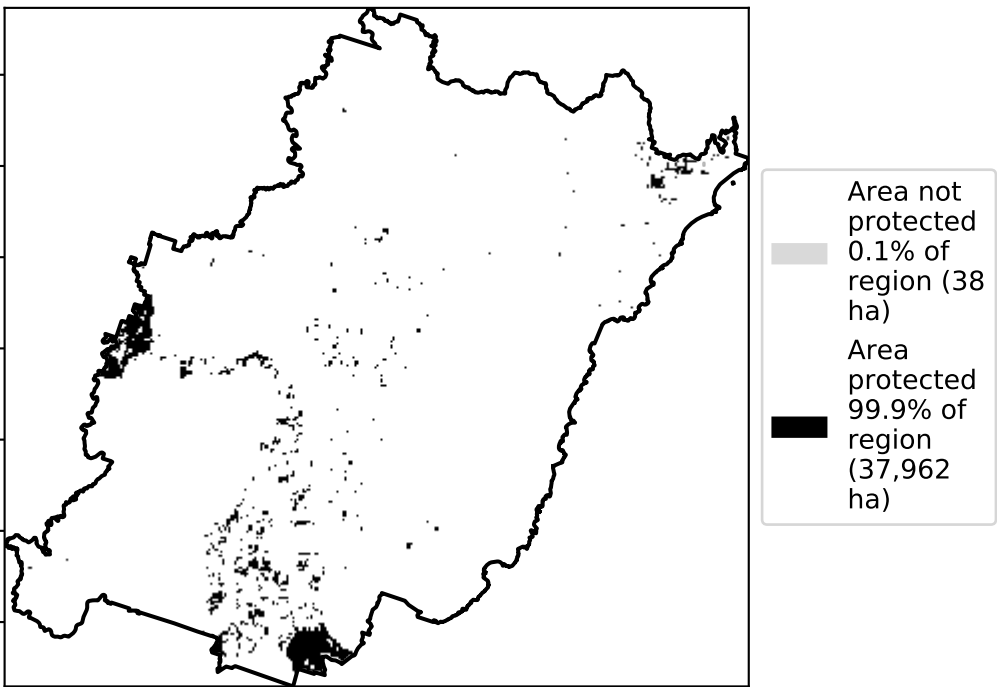 Area not
protected
0.1% of
region (38
ha)
Area
protected
99.9% of
region
(37,962
ha)